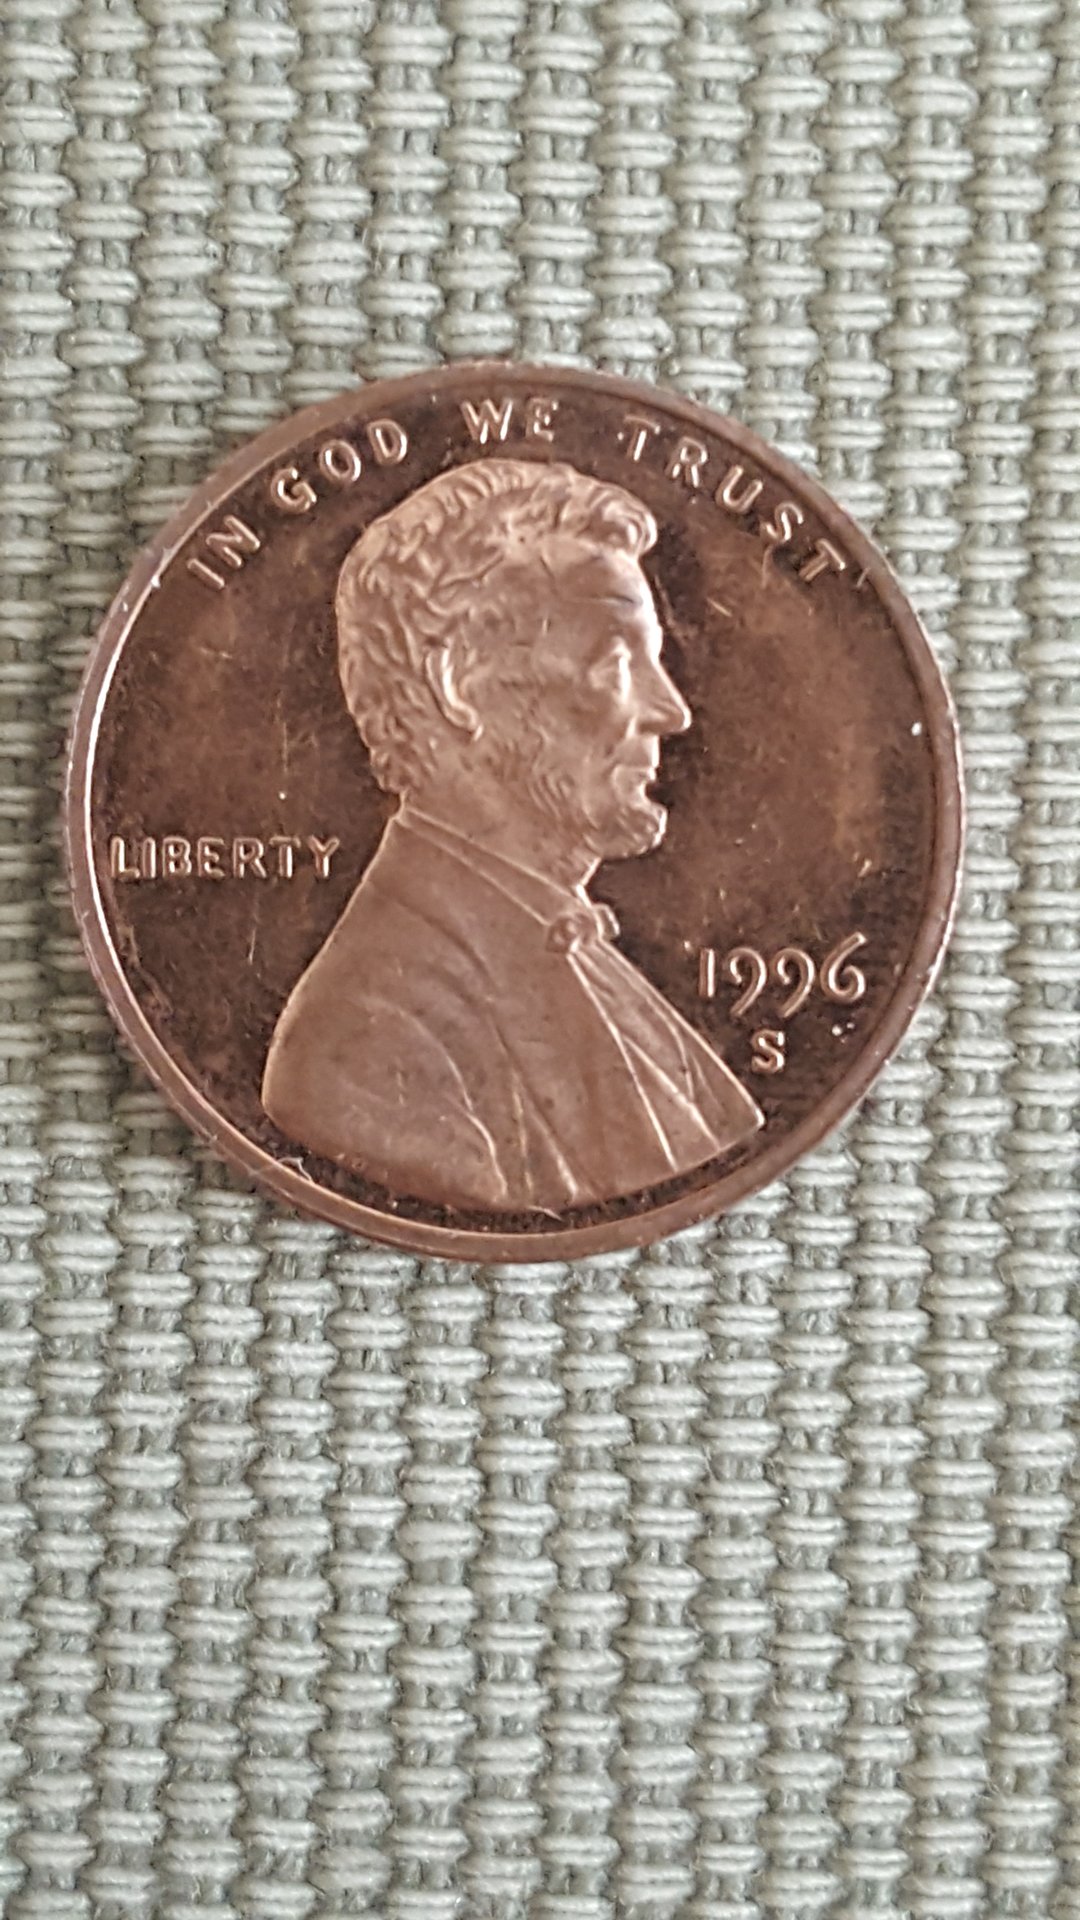 IN GOD WE TRUST
LIBERTY
1996
S